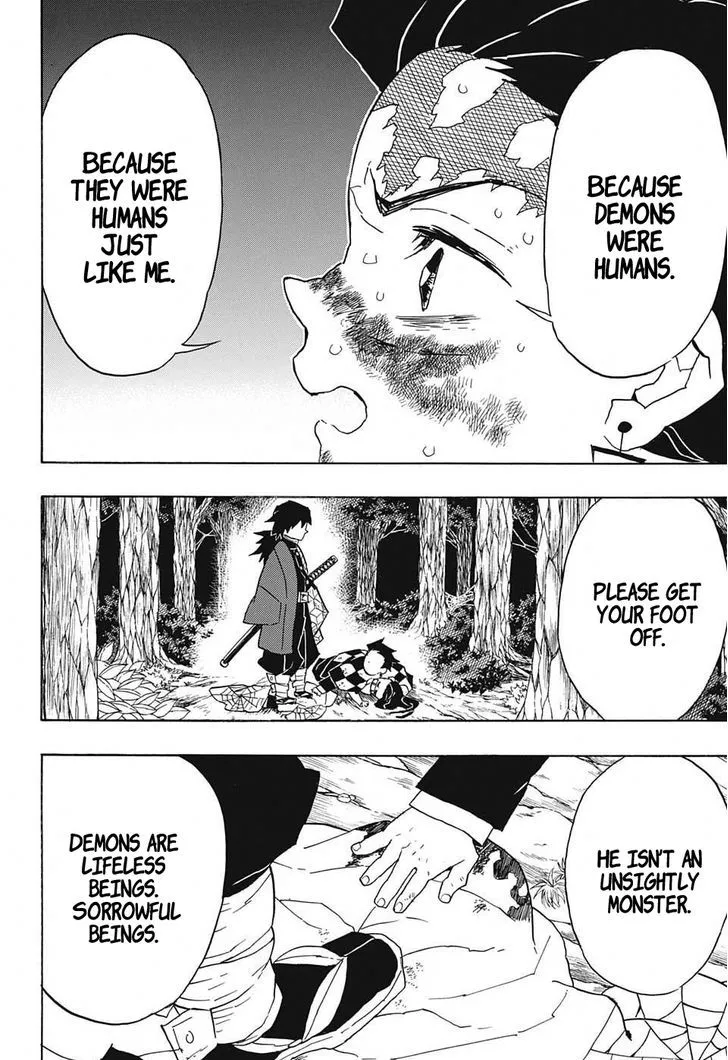 BECAUSE
DEMONS
WERE
HUMANS.
BECAUSE
THEY WERE
HUMANS
JUST
LIKE ME.
PLEASE GET
YOUR FOOT
OFF.
HE ISN'T AN
UNSIGHTLY
MONSTER.
DEMONS ARE
LIFELESS
BEINGS.
SORROWFUL
BEINGS.